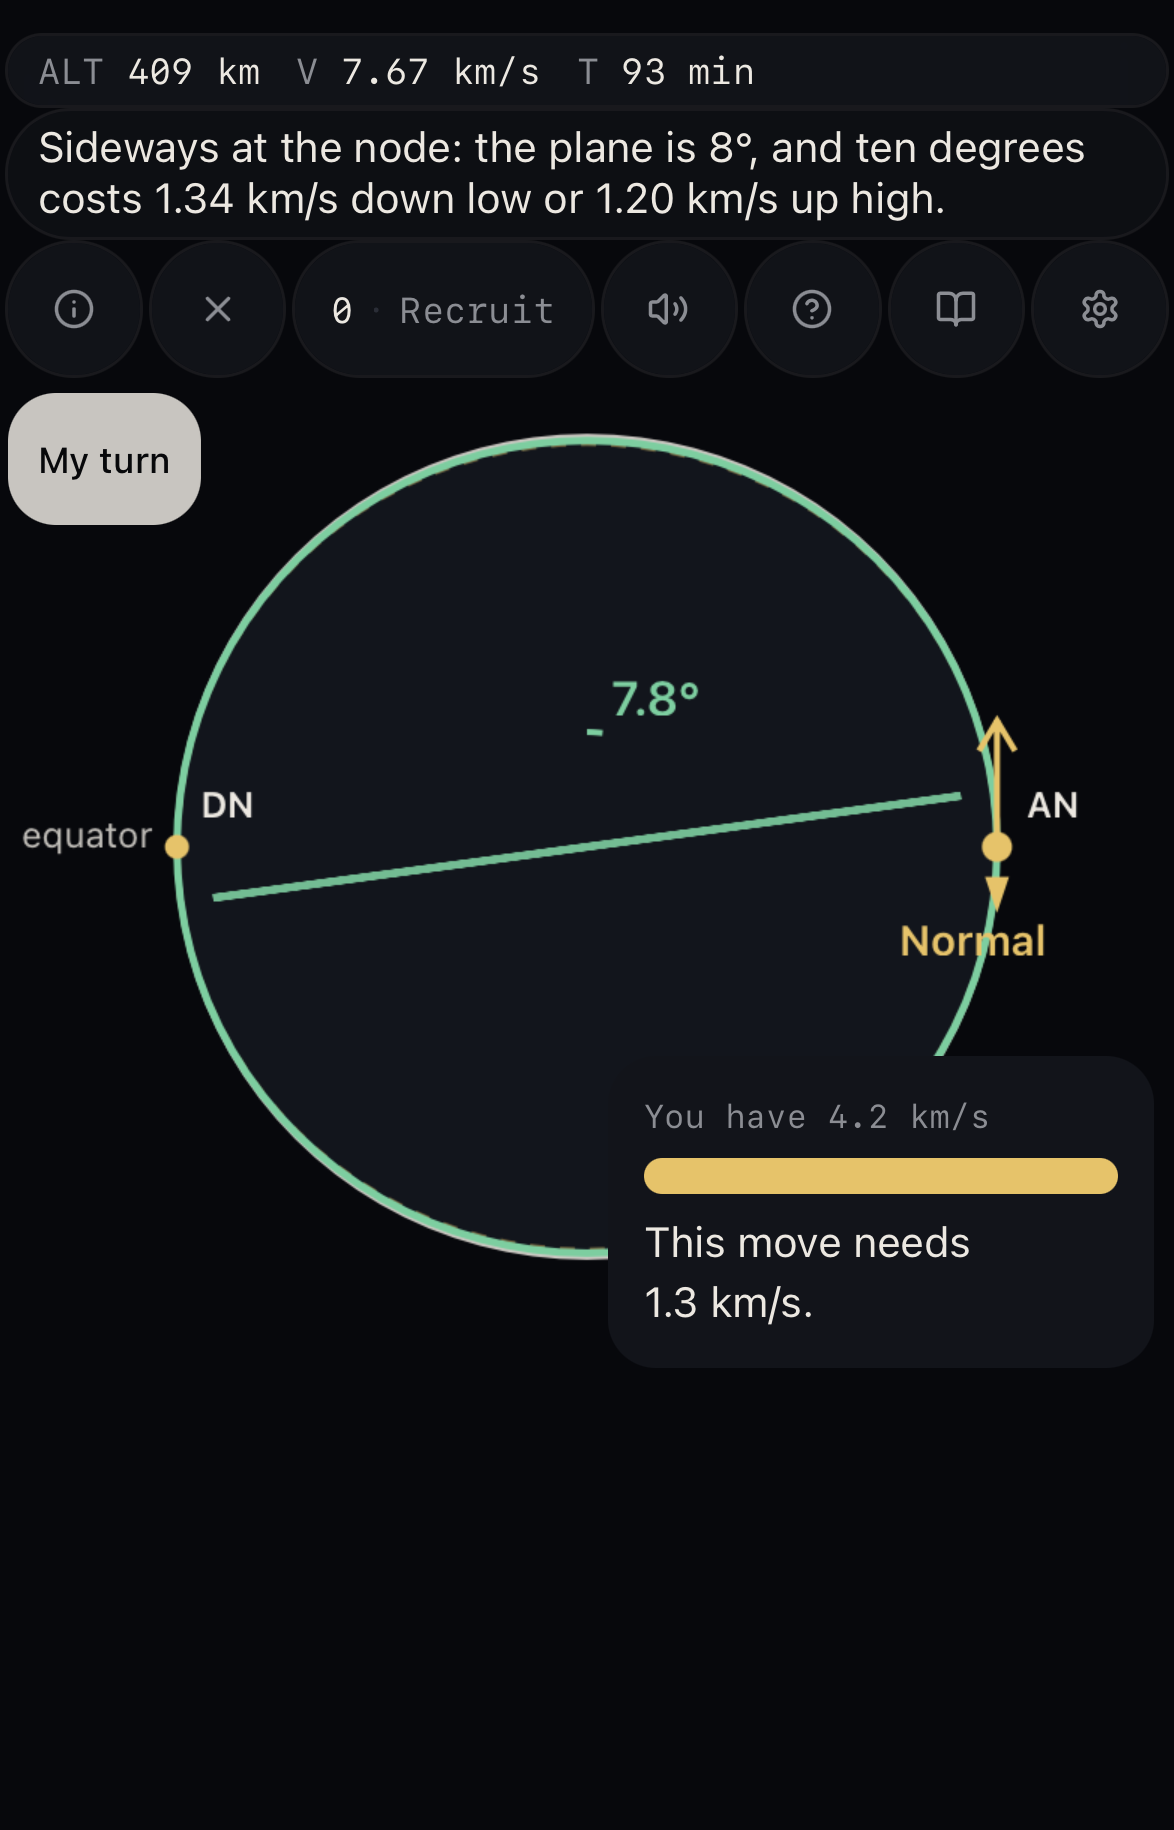 ALT 409 km V 7.67 km/s T 93 min
Sideways at the node: the plane is 8°, and ten degrees
costs 1.34 km/s down low or 1.20 km/s up high.
0 · Recruit
My turn
7.8°
DN
AN
equator
Normal
You have 4.2 km/s
This move needs
1.3 km/s.